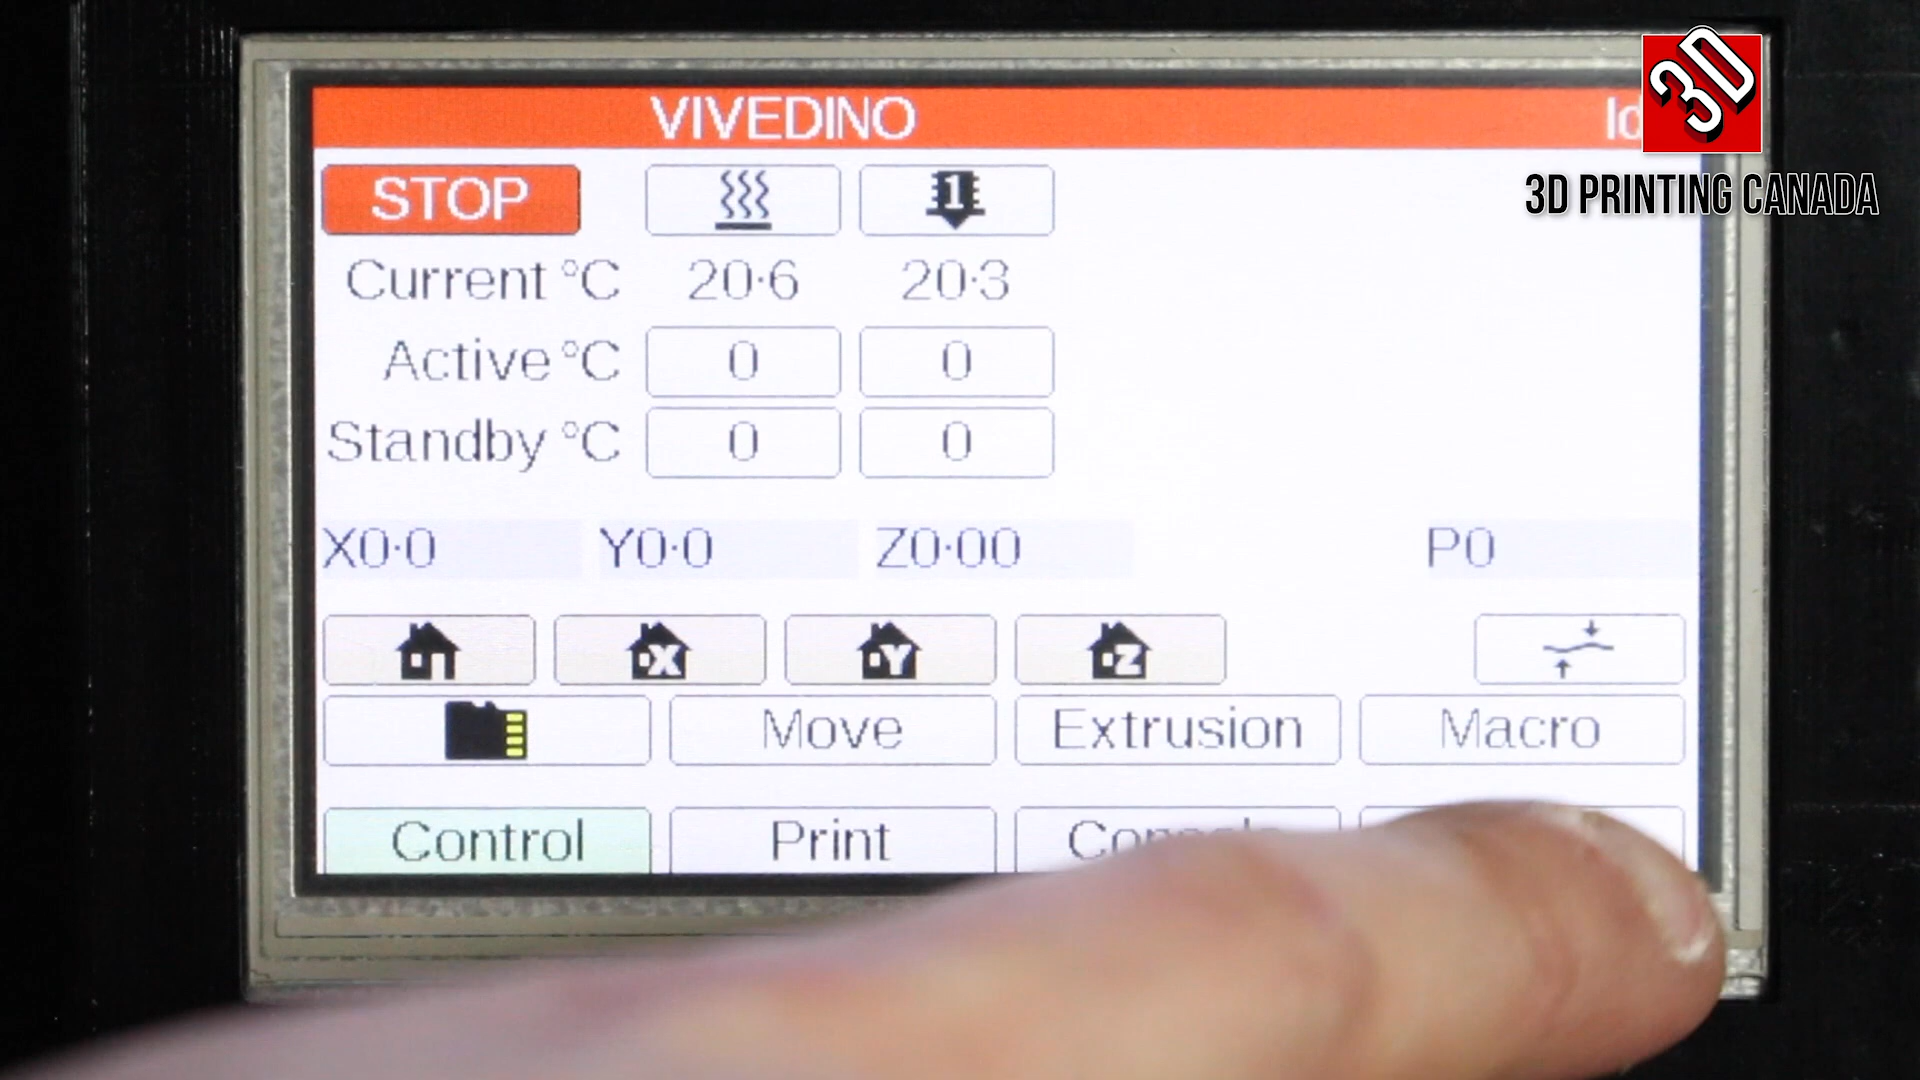 VIVEDINO
3D
3D PRINTING CANADA
STOP
1
Current °C 20.6 20.3
Active °C 0 0
Standby °C 0 0
X0.0 Y0.0 Z0.00 P0
X Y Z
Move Extrusion Macro
Control Print